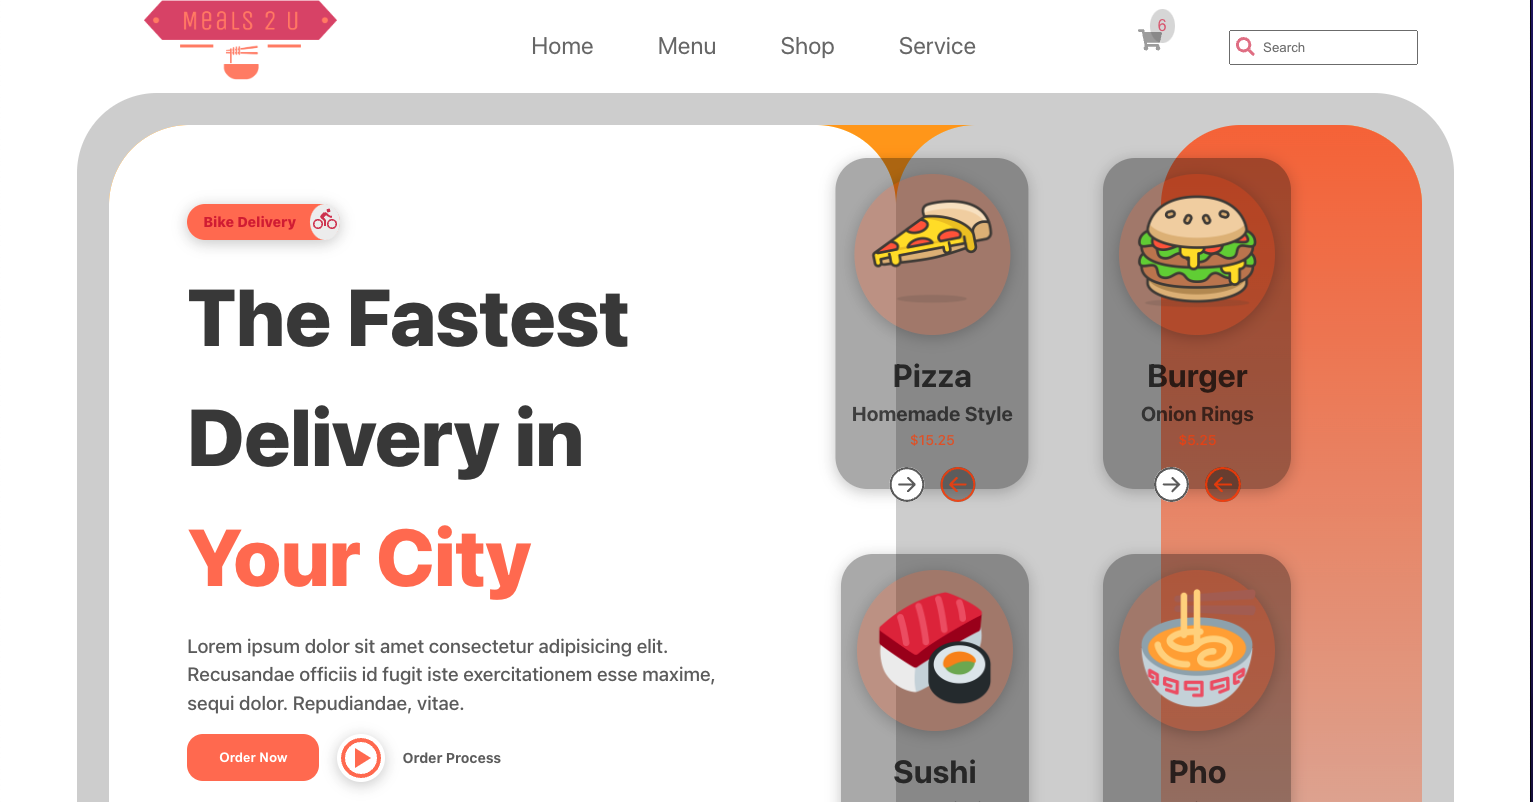 Meals 2 U
Home Menu Shop Service
6
Search
Bike Delivery
The Fastest
Delivery in
Your City
Lorem ipsum dolor sit amet consectetur adipisicing elit.
Recusandae officiis id fugit iste exercitationem esse maxime,
sequi dolor. Repudiandae, vitae.
Order Now
Order Process
Pizza
Homemade Style
$15.25
Burger
Onion Rings
Sushi
Pho